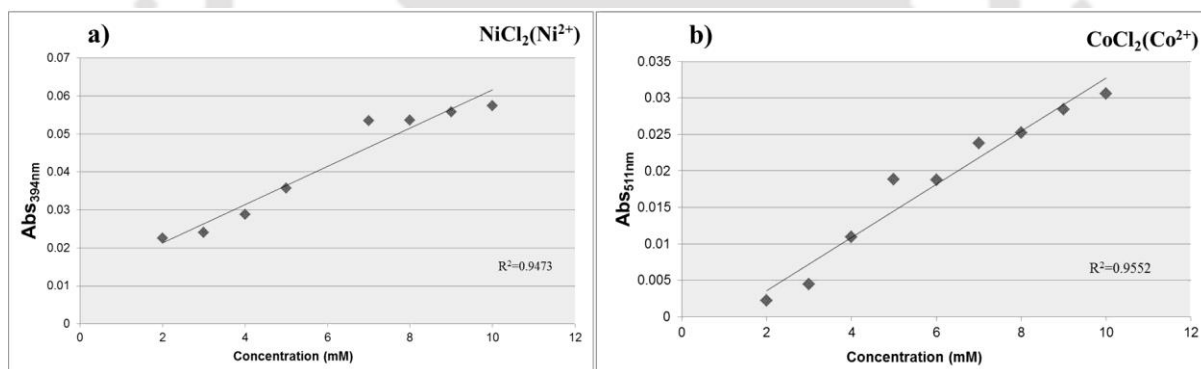 a)
NiCl₂(Ni²⁺)
0.07
0.06
0.05
0.04
0.03
0.02
0.01
0
Abs₃₉₄ₙₘ
R²=0.9473
0 2 4 6 8 10 12
Concentration (mM)
b)
CoCl₂(Co²⁺)
0.035
0.03
0.025
0.02
0.015
0.01
0.005
0
Abs₅₁₁ₙₘ
R²=0.9552
0 2 4 6 8 10 12
Concentration (mM)